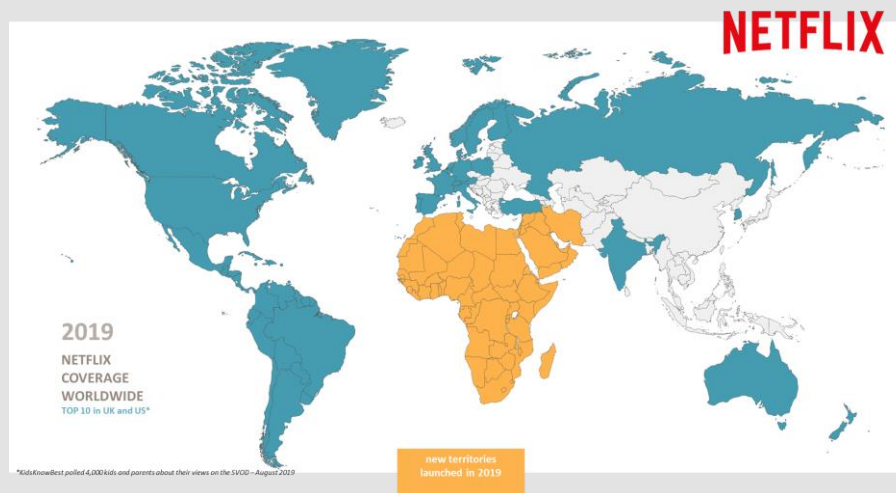 NETFLIX
2019
NETFLIX
COVERAGE
WORLDWIDE
TOP 10 in UK and US*
new territories
launched in 2019
*KidsKnowBest polled 4,000 kids and parents about their views on the SVOD – August 2019